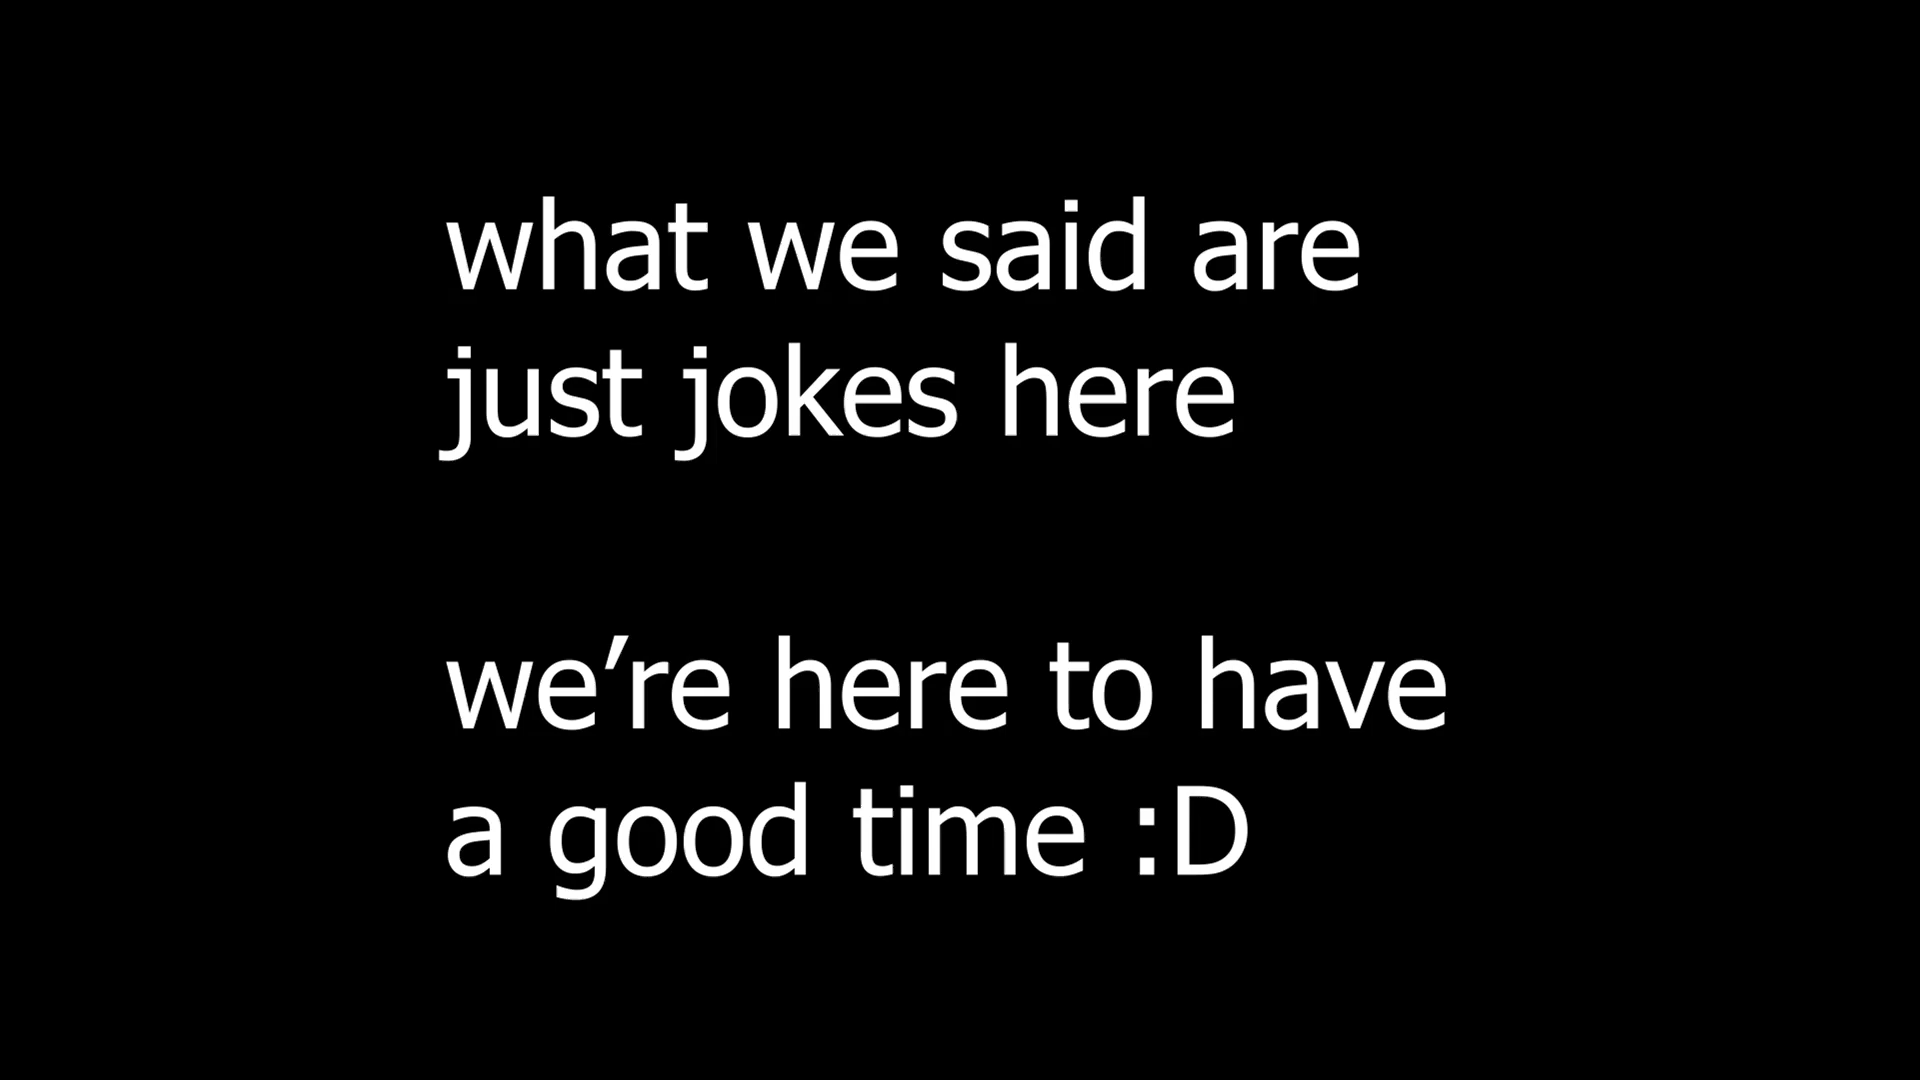 what we said are
just jokes here
we’re here to have
a good time :D